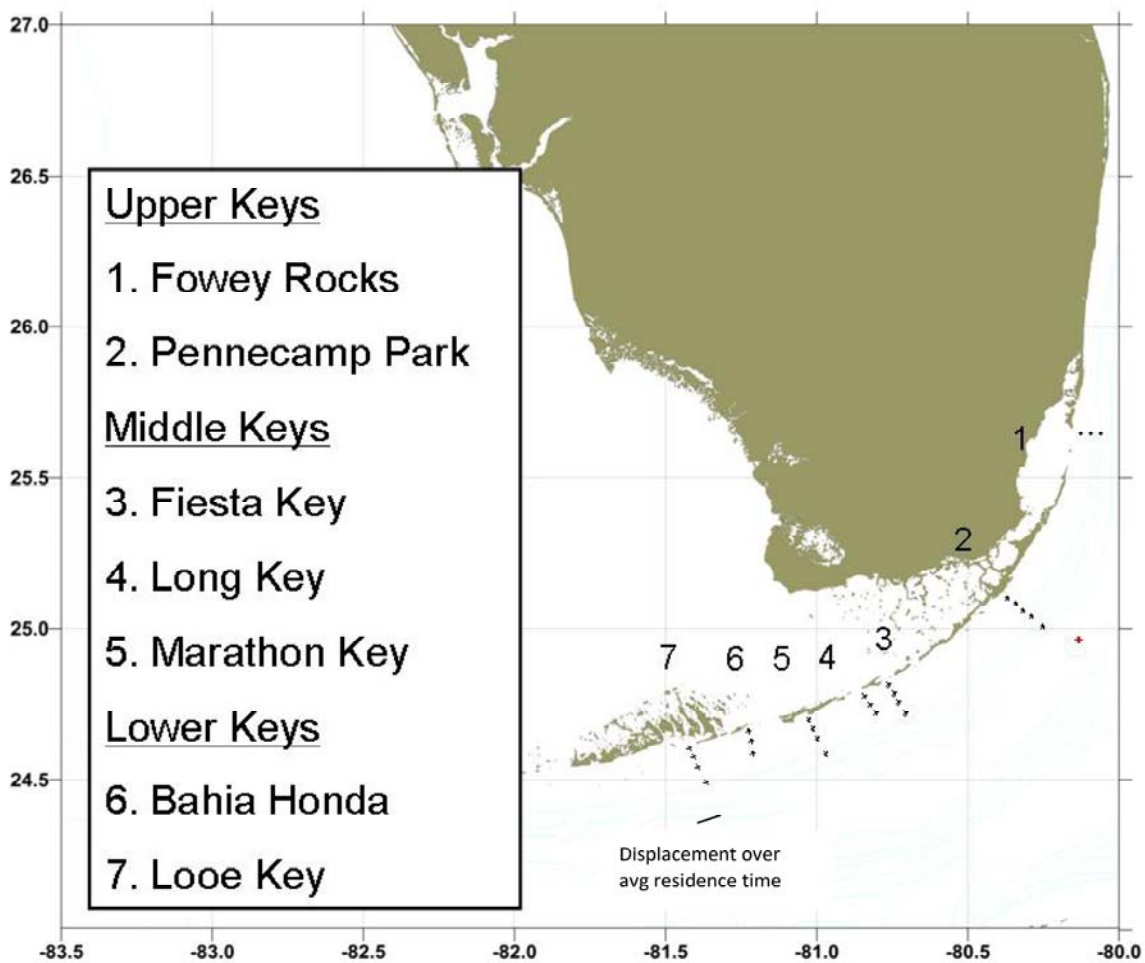 27.0
26.5
26.0
25.5
25.0
24.5
Upper Keys
1. Fowey Rocks
2. Pennecamp Park
Middle Keys
3. Fiesta Key
4. Long Key
5. Marathon Key
Lower Keys
6. Bahia Honda
7. Looe Key
1
2
3
7 6 5 4
Displacement over
avg residence time
-83.5 -83.0 -82.5 -82.0 -81.5 -81.0 -80.5 -80.0